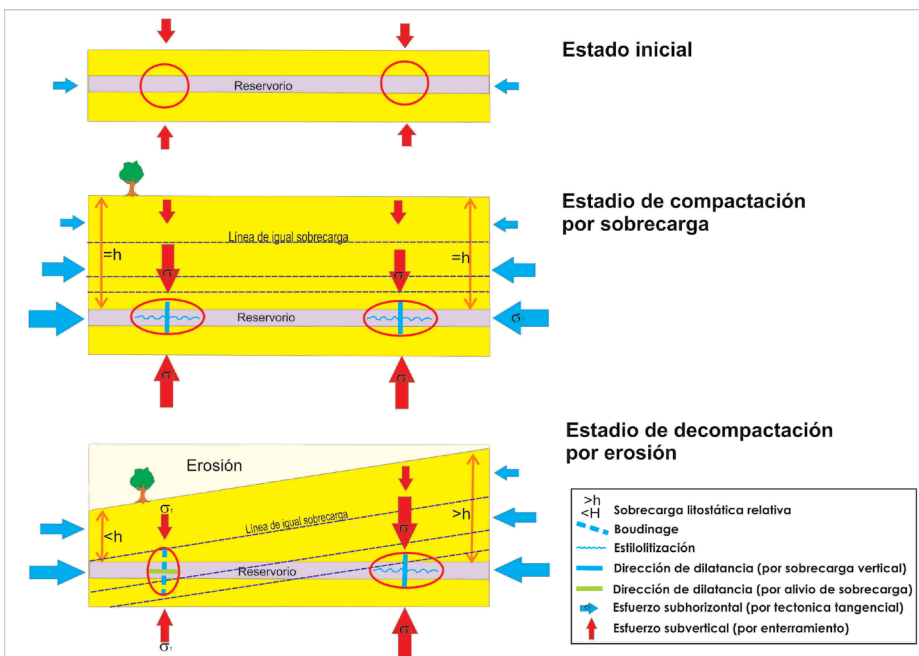 Estado inicial
Reservorio
Estadio de compactación
por sobrecarga
Línea de igual sobrecarga
=h
=h
σ
σ
Reservorio
σ
σ
Estadio de decompactación
por erosión
Erosión
Línea de igual sobrecarga
<h
σ₁
>h
σ
Reservorio
σ₁
σ
>h
<H
Sobrecarga litostática relativa
Boudinage
Estilolitización
Dirección de dilatancia (por sobrecarga vertical)
Dirección de dilatancia (por alivio de sobrecarga)
Esfuerzo subhorizontal (por tectonica tangencial)
Esfuerzo subvertical (por enterramiento)